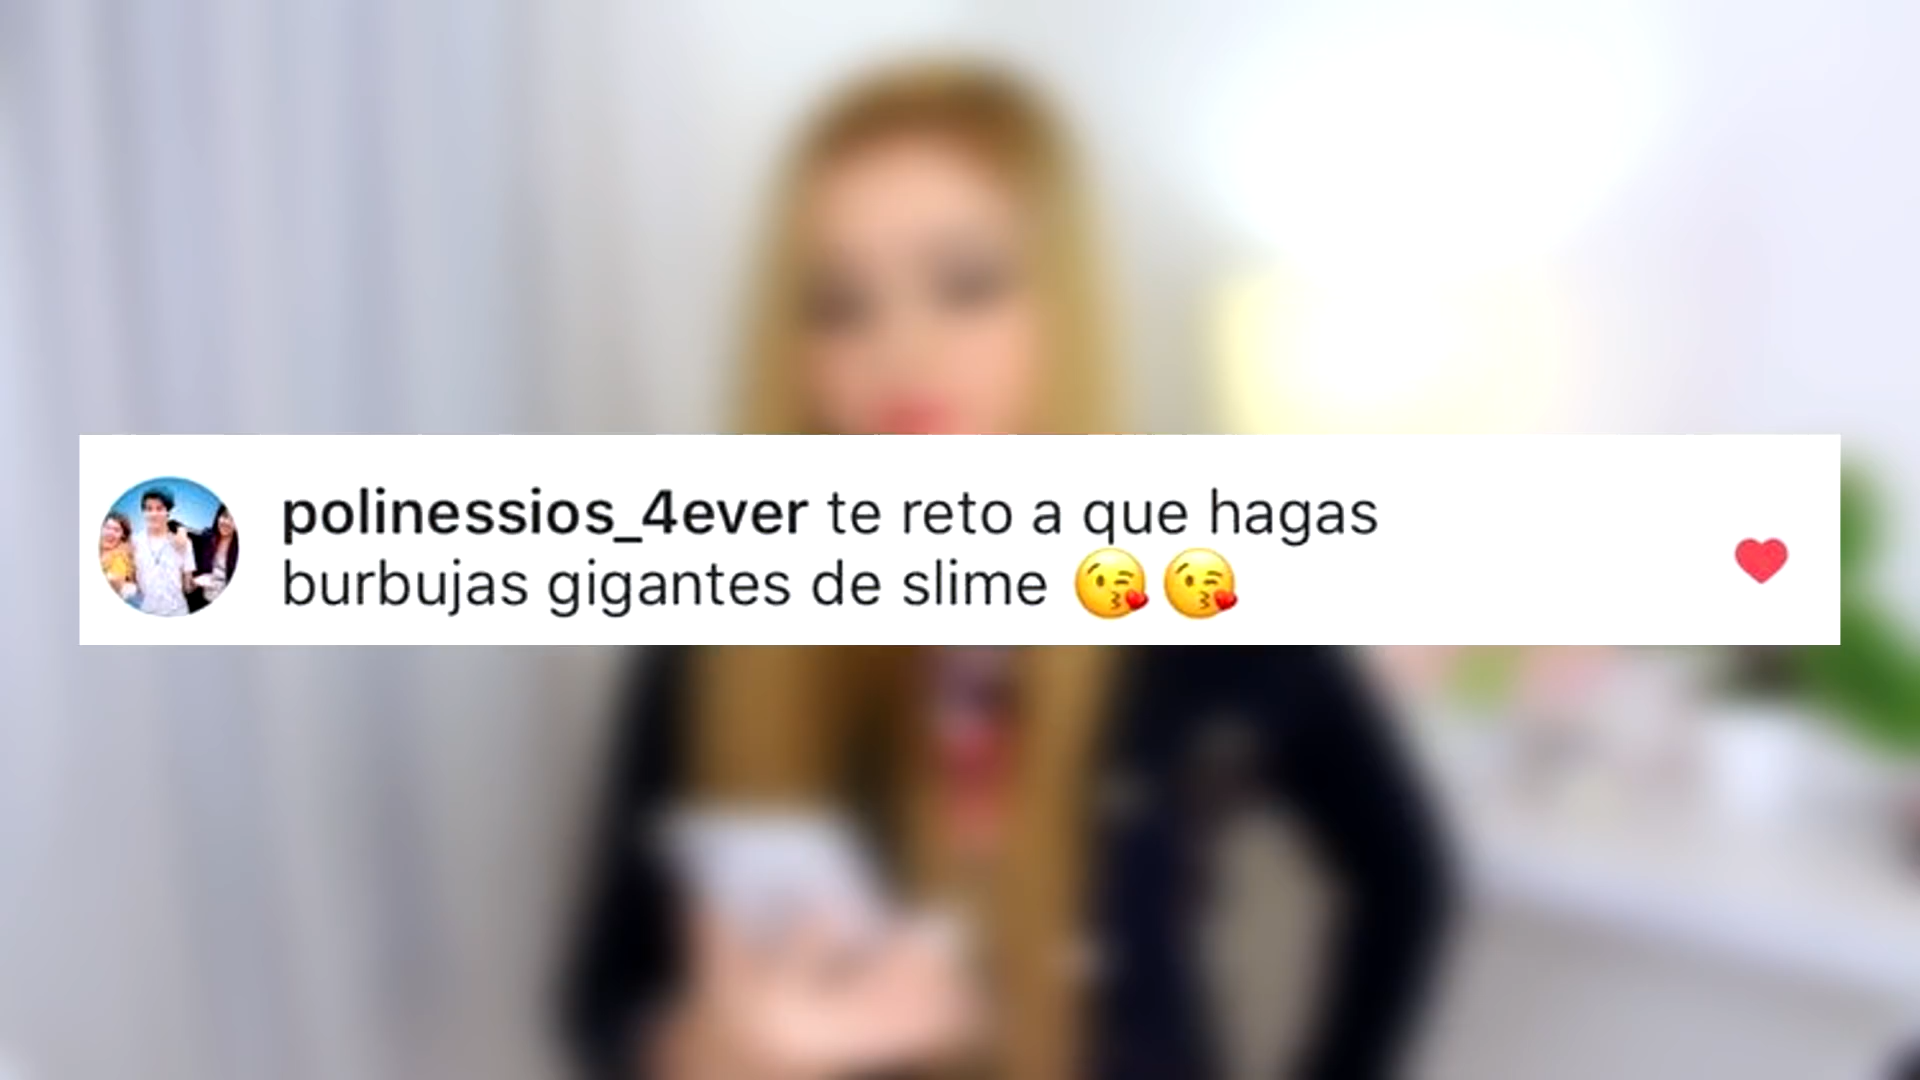 polinessios_4ever te reto a que hagas
burbujas gigantes de slime 😘😘